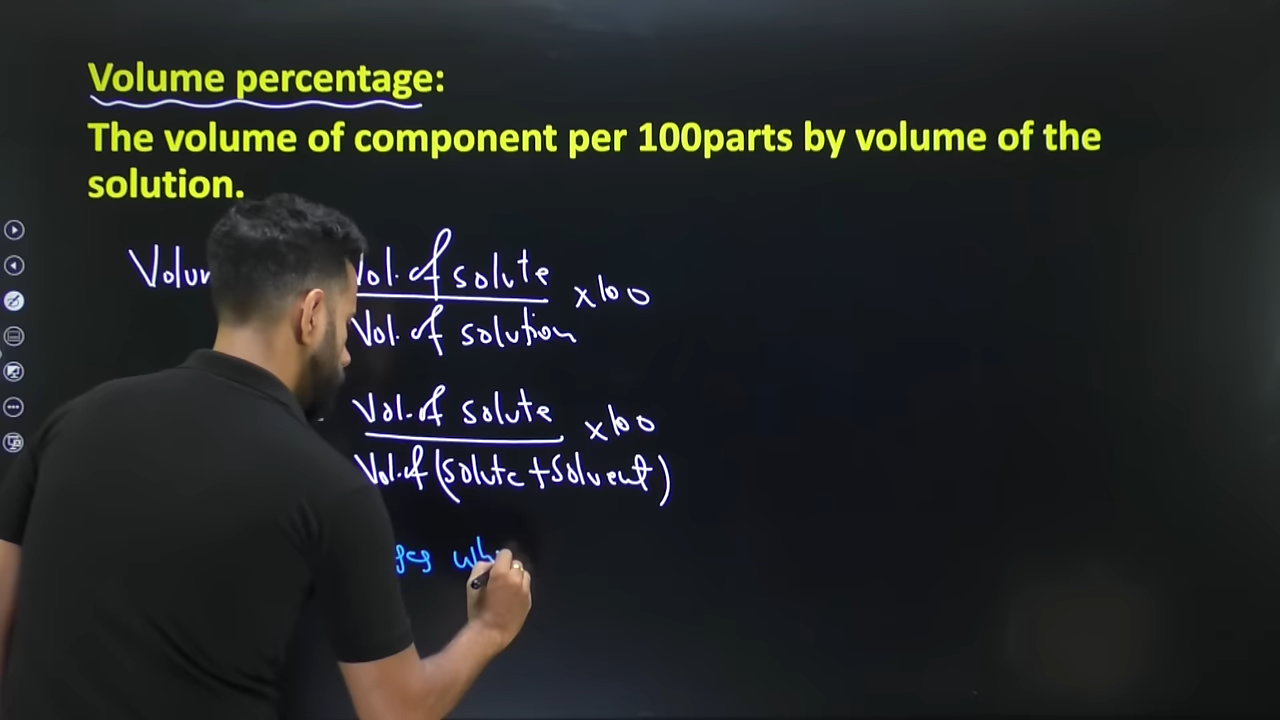 Volume percentage:
The volume of component per 100parts by volume of the
solution.
Vol. of solute
x100
Vol. of solution
Vol. of solute
x100
Vol. of (solute + Solvent)